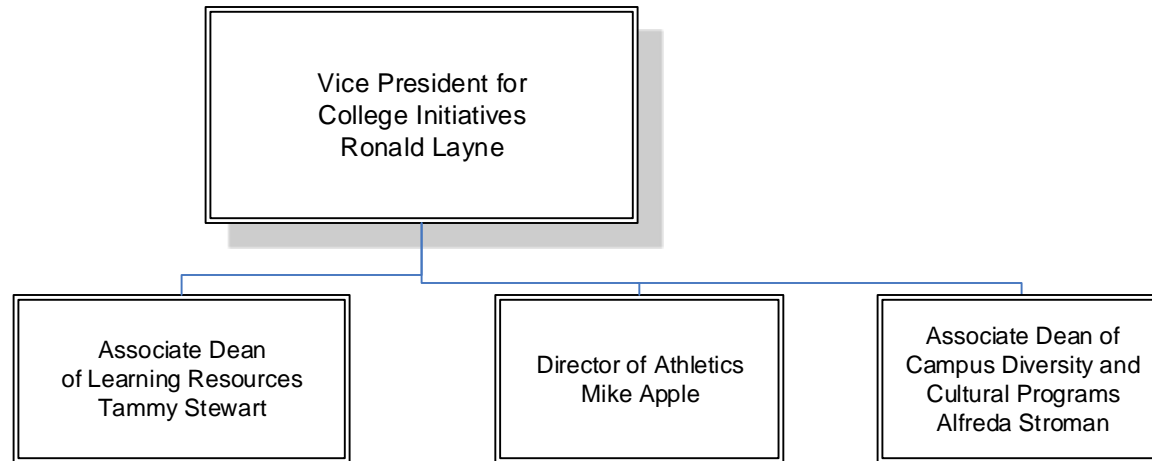 Vice President for
College Initiatives
Ronald Layne
Associate Dean
of Learning Resources
Tammy Stewart
Director of Athletics
Mike Apple
Associate Dean of
Campus Diversity and
Cultural Programs
Alfreda Stroman